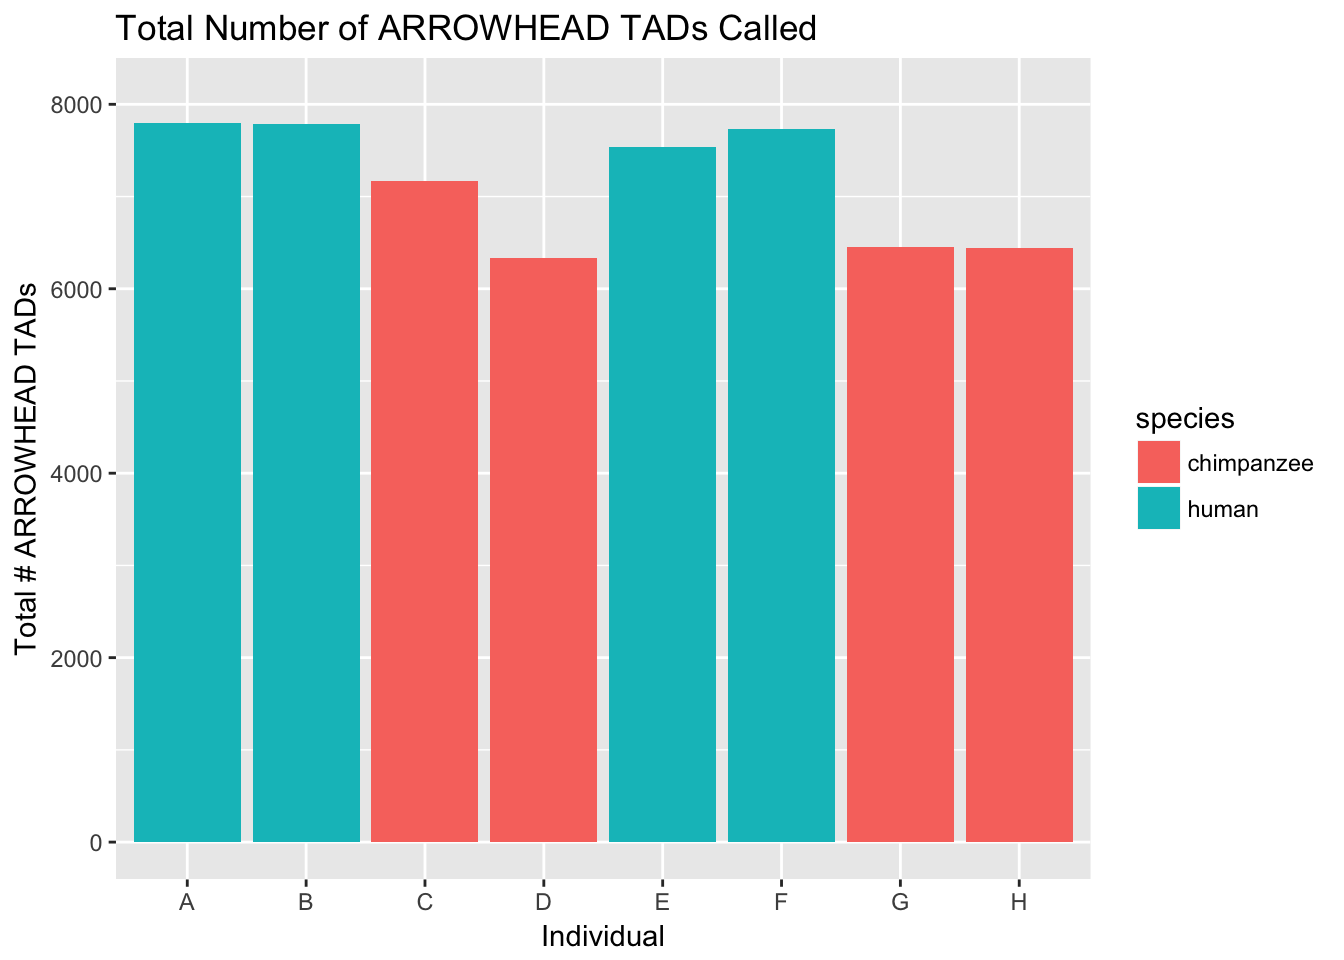 Total Number of ARROWHEAD TADs Called
Total # ARROWHEAD TADs
8000
6000
4000
2000
0
A B C D E F G H
Individual
species
chimpanzee
human